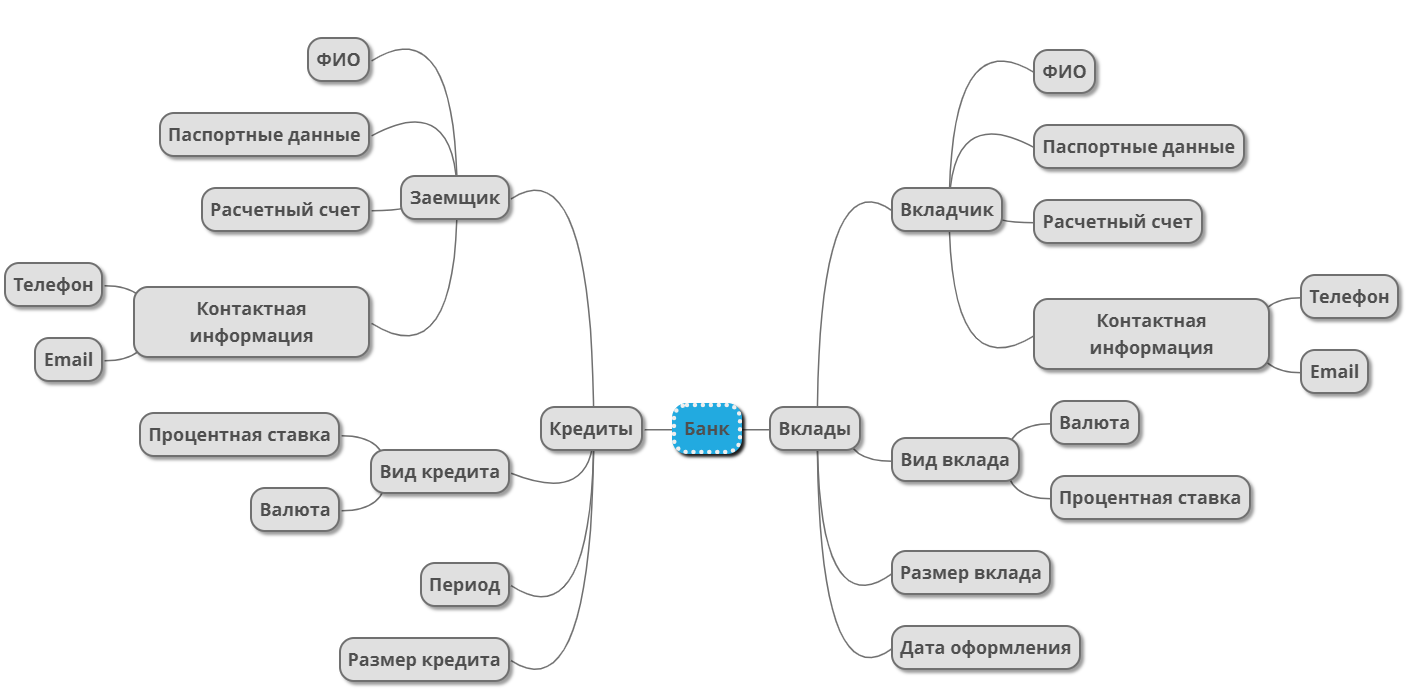 ФИО
Паспортные данные
Заемщик
Расчетный счет
Телефон
Контактная
информация
Email
Процентная ставка
Вид кредита
Валюта
Период
Размер кредита
Кредиты
Банк
Вклады
ФИО
Паспортные данные
Вкладчик
Расчетный счет
Контактная
информация
Телефон
Email
Валюта
Вид вклада
Процентная ставка
Размер вклада
Дата оформления